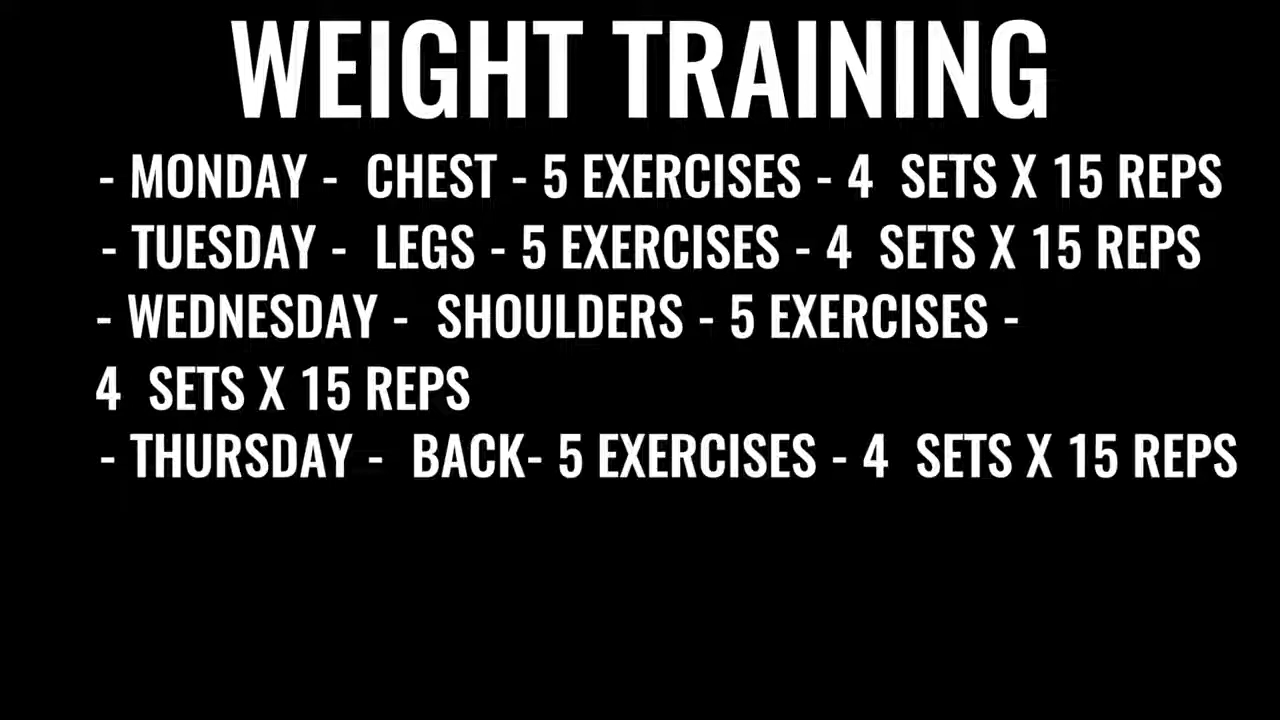 WEIGHT TRAINING
- MONDAY - CHEST - 5 EXERCISES - 4 SETS X 15 REPS
- TUESDAY - LEGS - 5 EXERCISES - 4 SETS X 15 REPS
- WEDNESDAY - SHOULDERS - 5 EXERCISES -
4 SETS X 15 REPS
- THURSDAY - BACK- 5 EXERCISES - 4 SETS X 15 REPS